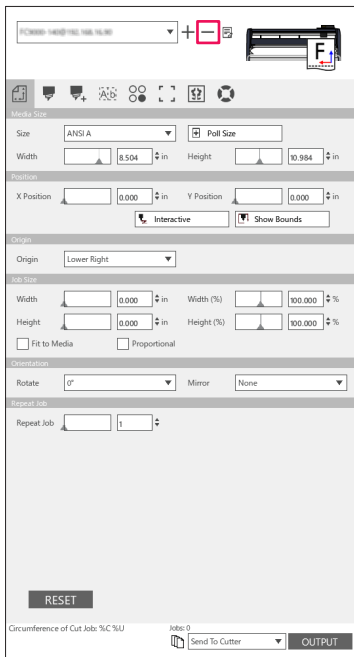 FC9000-140@192.168.16.90
F
A-b
Media Size
Size ANSI A Poll Size
Width 8.504 in Height 10.984 in
Position
X Position 0.000 in Y Position 0.000 in
Interactive Show Bounds
Origin
Origin Lower Right
Job Size
Width 0.000 in Width (%) 100.000 %
Height 0.000 in Height (%) 100.000 %
Fit to Media Proportional
Orientation
Rotate 0° Mirror None
Repeat Job
Repeat Job 1
RESET
Circumference of Cut Job: %C %U Jobs: 0
Send To Cutter OUTPUT